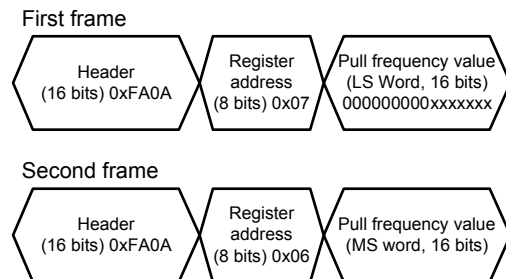 First frame
Header
(16 bits) 0xFA0A
Register
address
(8 bits) 0x07
Pull frequency value
(LS Word, 16 bits)
000000000xxxxxxx
Second frame
Header
(16 bits) 0xFA0A
Register
address
(8 bits) 0x06
Pull frequency value
(MS word, 16 bits)